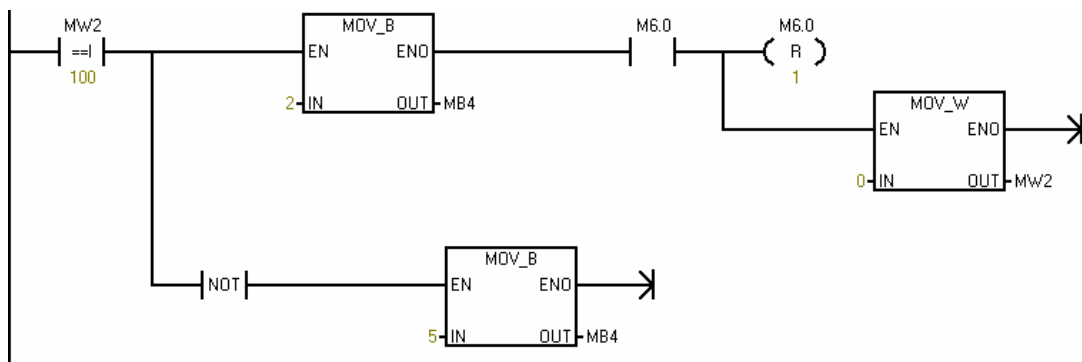 MW2
==I
100
MOV_B
EN ENO
2 IN OUT MB4
M6.0
M6.0
R
1
MOV_W
EN ENO
0 IN OUT MW2
NOT
MOV_B
EN ENO
5 IN OUT MB4